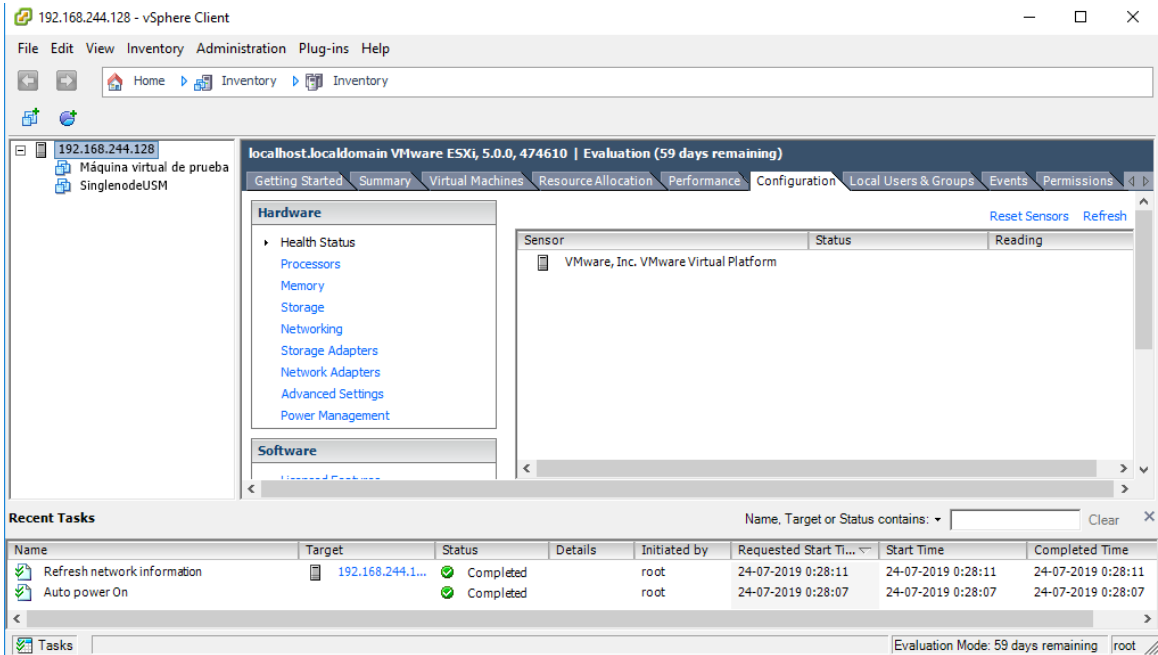 192.168.244.128 - vSphere Client
File Edit View Inventory Administration Plug-ins Help
Home Inventory Inventory
192.168.244.128
Máquina virtual de prueba
SinglenodeUSM
localhost.localdomain VMware ESXi, 5.0.0, 474610 | Evaluation (59 days remaining)
Getting Started Summary Virtual Machines Resource Allocation Performance Configuration Local Users & Groups Events Permissions
Hardware
Health Status
Processors
Memory
Storage
Networking
Storage Adapters
Network Adapters
Advanced Settings
Power Management
Software
Licensed Features
Reset Sensors Refresh
Sensor Status Reading
VMware, Inc. VMware Virtual Platform
Recent Tasks
Name, Target or Status contains: Clear
Name Target Status Details Initiated by Requested Start Ti... Start Time Completed Time
Refresh network information 192.168.244.1... Completed root 24-07-2019 0:28:11 24-07-2019 0:28:11 24-07-2019 0:28:11
Auto power On Completed root 24-07-2019 0:28:07 24-07-2019 0:28:07 24-07-2019 0:28:07
Tasks Evaluation Mode: 59 days remaining root